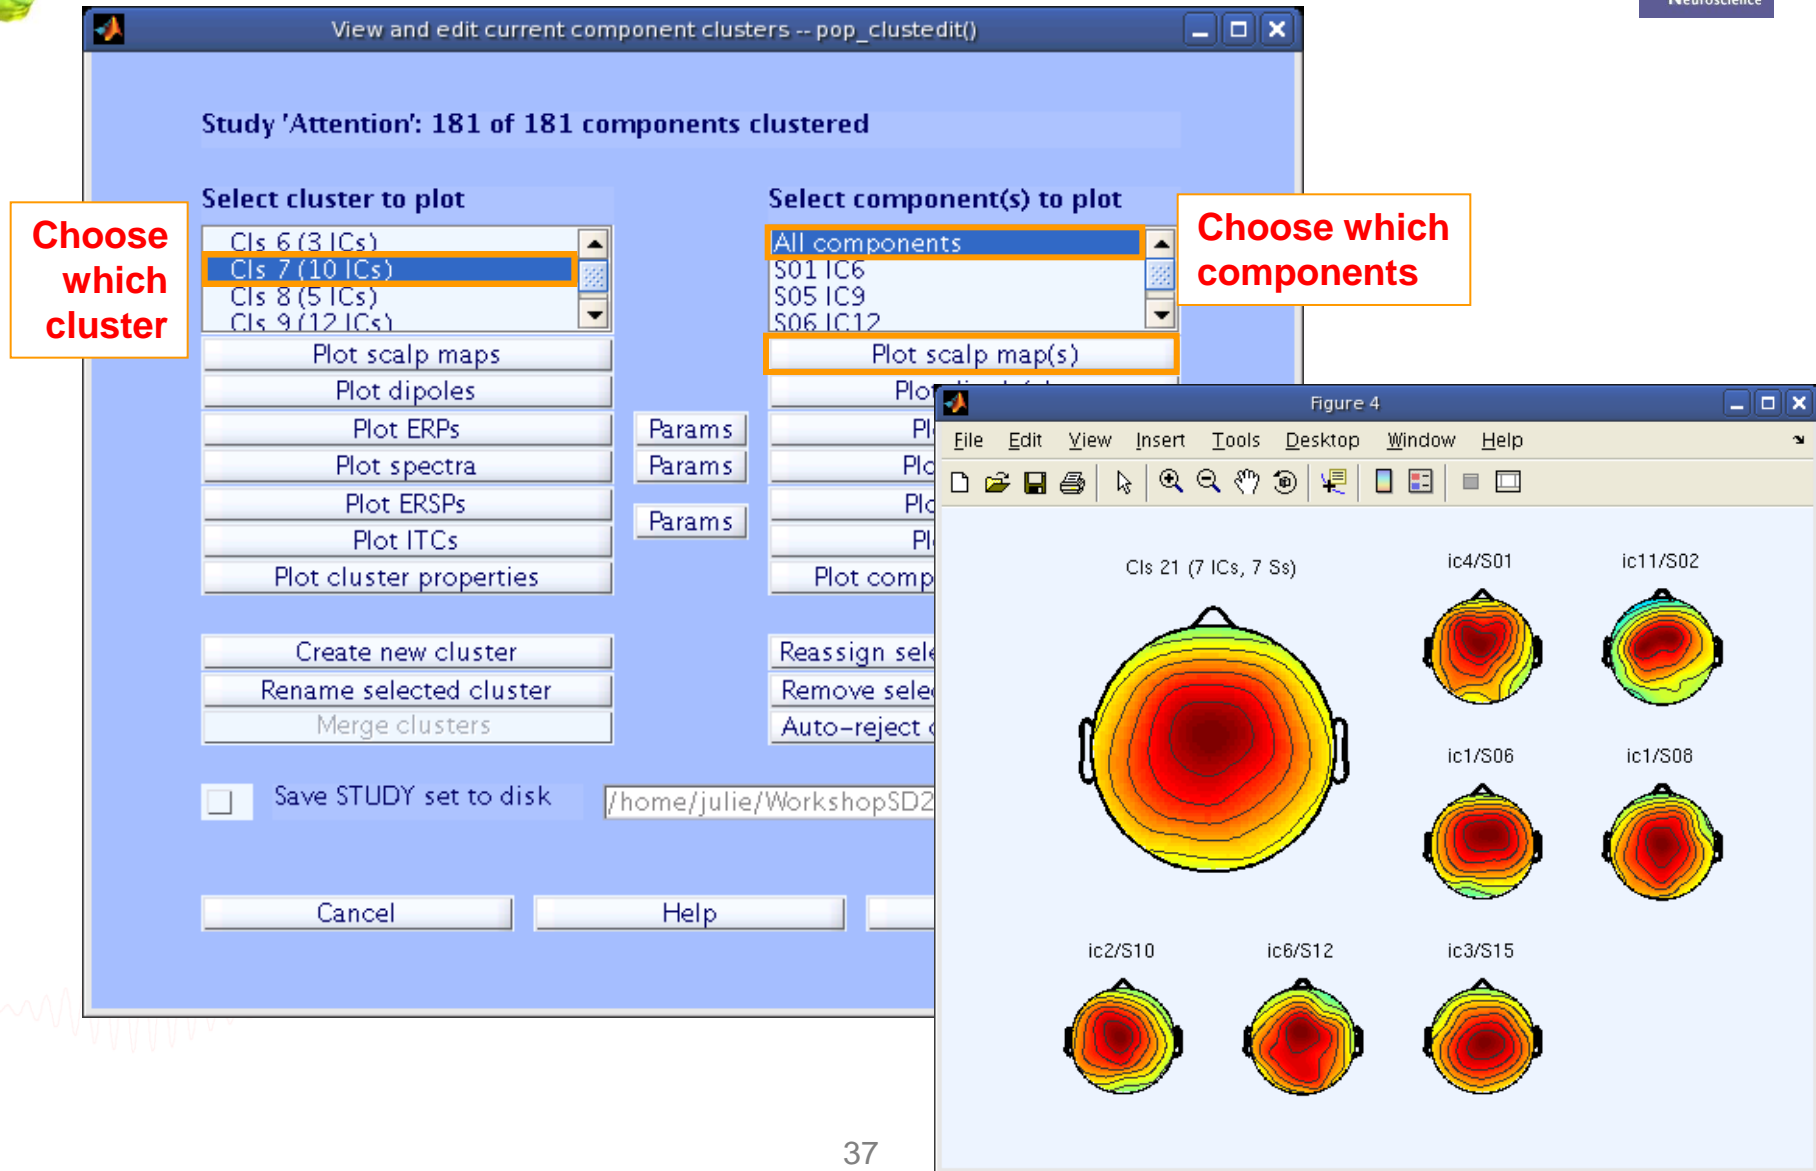 Neuroscience
View and edit current component clusters -- pop_clustedit()
Study 'Attention': 181 of 181 components clustered
Select cluster to plot
Select component(s) to plot
Choose which cluster
Cls 6 (3 ICs)
Cls 7 (10 ICs)
Cls 8 (5 ICs)
Cls 9 (12 ICs)
All components
S01 IC6
S05 IC9
S06 IC12
Choose which
components
Plot scalp maps
Plot scalp map(s)
Plot dipoles
Plot ERPs
Params
Plot spectra
Params
Plot ERSPs
Params
Plot ITCs
Plot cluster properties
Plot comp
Create new cluster
Reassign sele
Rename selected cluster
Remove selec
Merge clusters
Auto-reject
Save STUDY set to disk
/home/julie/WorkshopSD2
Cancel
Help
Figure 4
File Edit View Insert Tools Desktop Window Help
Cls 21 (7 ICs, 7 Ss)
ic4/S01
ic11/S02
ic1/S06
ic1/S08
ic2/S10
ic6/S12
ic3/S15
37